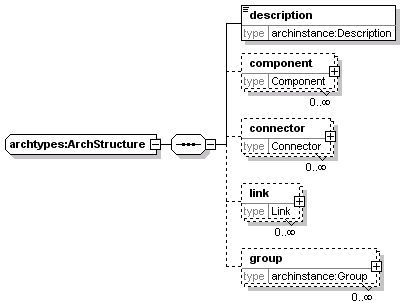 description
type archinstance:Description
component
type Component
0..∞
connector
type Connector
0..∞
archtypes:ArchStructure
link
type Link
0..∞
group
type archinstance:Group
0..∞